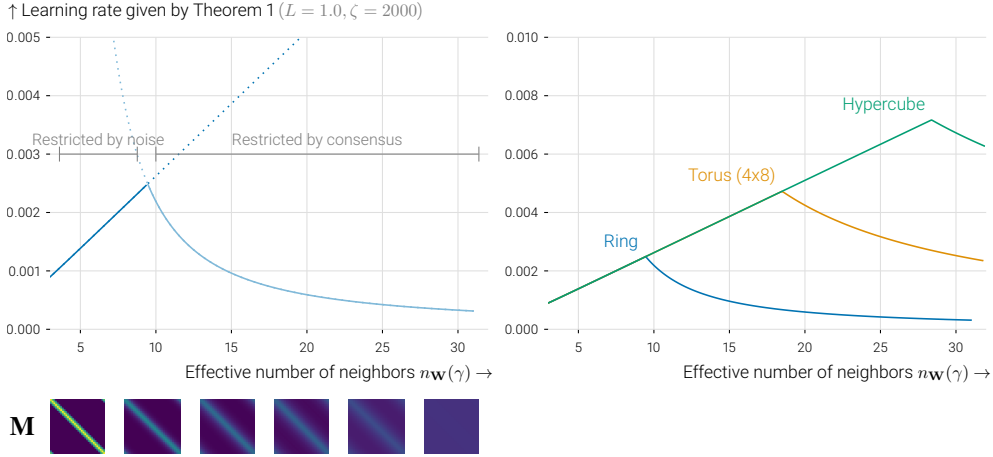 ↑ Learning rate given by Theorem 1 (L = 1.0, ζ = 2000)
0.005
0.004
0.003
0.002
0.001
0.000
Restricted by noise
Restricted by consensus
5 10 15 20 25 30
Effective number of neighbors n_W(γ) →
0.010
0.008
0.006
0.004
0.002
0.000
Hypercube
Torus (4x8)
Ring
5 10 15 20 25 30
Effective number of neighbors n_W(γ) →
M